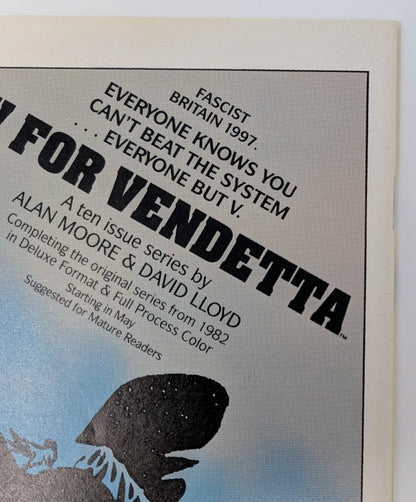 FASCIST
BRITAIN 1997.
EVERYONE KNOWS YOU
CAN'T BEAT THE SYSTEM
. . . EVERYONE BUT V.
V FOR VENDETTA™
A ten issue series by
ALAN MOORE & DAVID LLOYD
Completing the original series from 1982
in Deluxe Format & Full Process Color
Starting in May
Suggested for Mature Readers